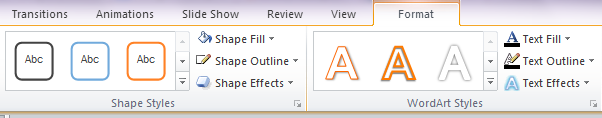 Transitions Animations Slide Show Review View Format
Abc Abc Abc Shape Fill A A A Text Fill
Shape Outline Text Outline
Shape Effects Text Effects
Shape Styles WordArt Styles